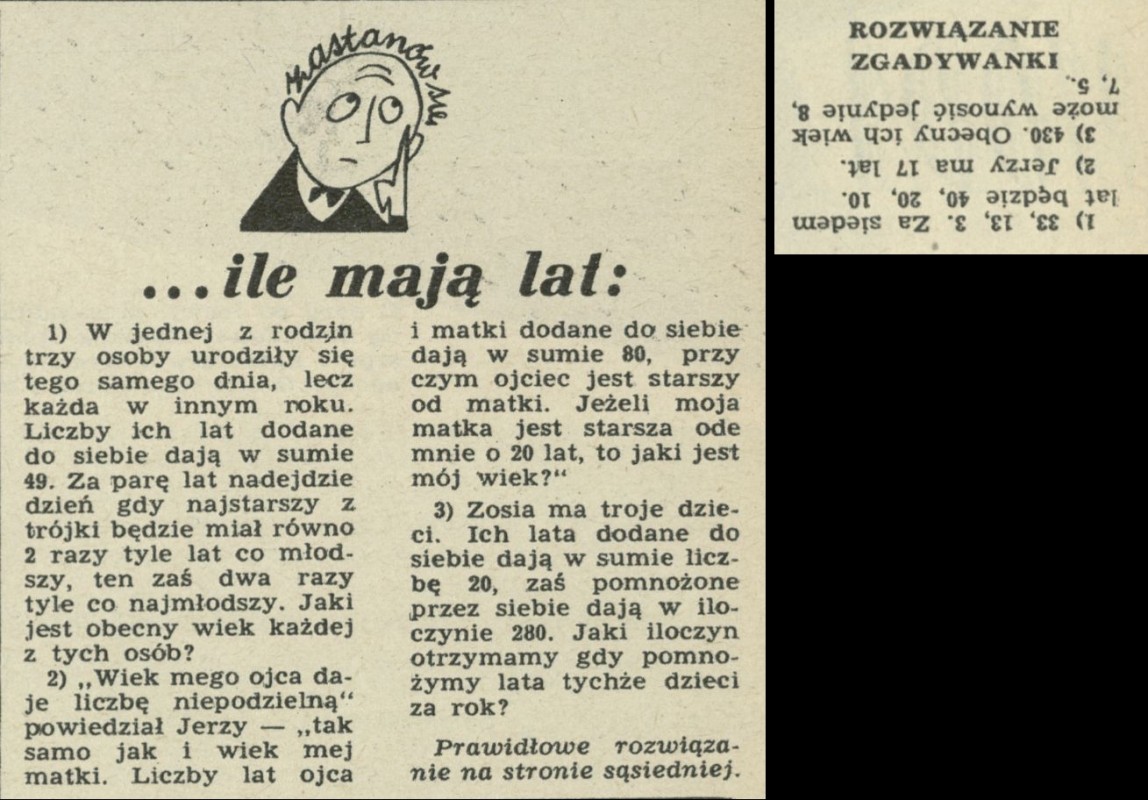 Zastanów się
...ile mają lat:
1) W jednej z rodzin
trzy osoby urodziły się
tego samego dnia, lecz
każda w innym roku.
Liczby ich lat dodane
do siebie dają w sumie
49. Za parę lat nadejdzie
dzień gdy najstarszy z
trójki będzie miał równo
2 razy tyle lat co młod-
szy, ten zaś dwa razy
tyle co najmłodszy. Jaki
jest obecny wiek każdej
z tych osób?
2) „Wiek mego ojca da-
je liczbę niepodzielną“
powiedział Jerzy — „tak
samo jak i wiek mej
matki. Liczby lat ojca
i matki dodane do siebie
dają w sumie 80, przy
czym ojciec jest starszy
od matki. Jeżeli moja
matka jest starsza ode
mnie o 20 lat, to jaki jest
mój wiek?“
3) Zosia ma troje dzie-
ci. Ich lata dodane do
siebie dają w sumie licz-
bę 20, zaś pomnożone
przez siebie dają w ilo-
czynie 280. Jaki iloczyn
otrzymamy gdy pomno-
żymy lata tychże dzieci
za rok?
Prawidłowe rozwiąza-
nie na stronie sąsiedniej.
ROZWIĄZANIE
ZGADYWANKI
1) 33, 13, 3. Za siedem
lat będzie 40, 20, 10.
2) Jerzy ma 17 lat.
3) 430. Obecny ich wiek
może wynosić jedynie 8,
7, 5.